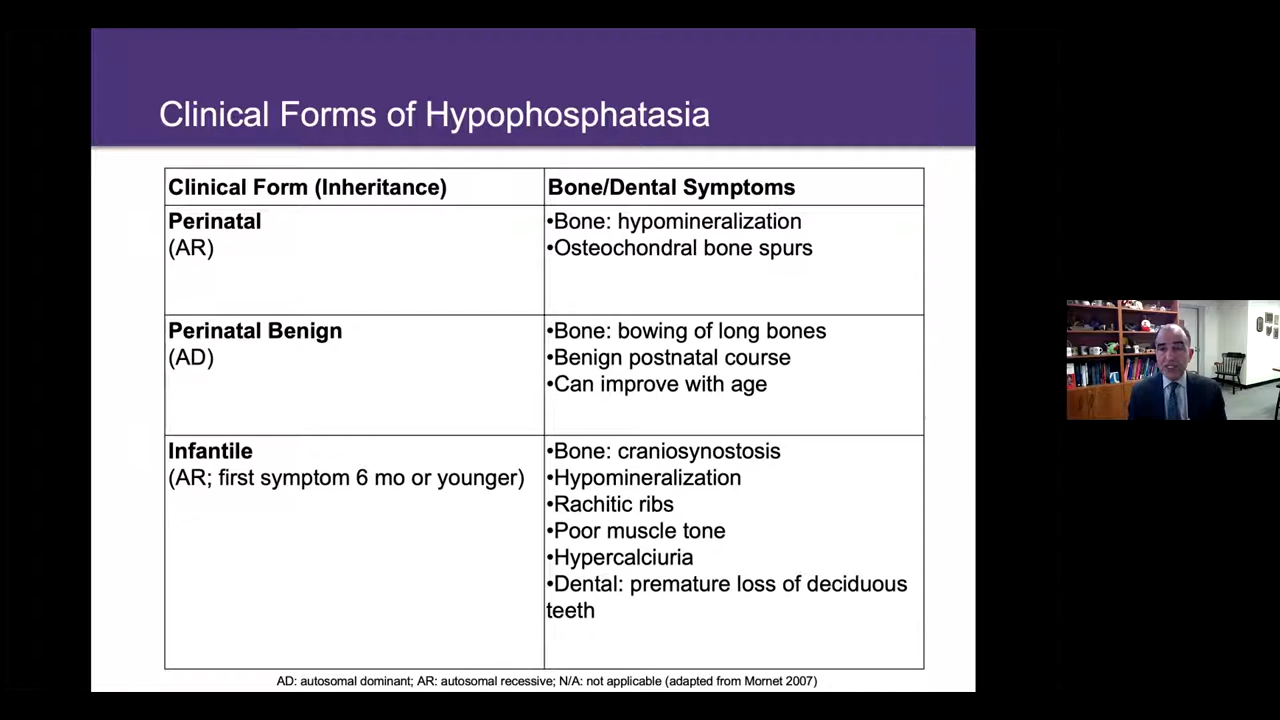 Clinical Forms of Hypophosphatasia
Clinical Form (Inheritance)
Bone/Dental Symptoms
Perinatal
(AR)
•Bone: hypomineralization
•Osteochondral bone spurs
Perinatal Benign
(AD)
•Bone: bowing of long bones
•Benign postnatal course
•Can improve with age
Infantile
(AR; first symptom 6 mo or younger)
•Bone: craniosynostosis
•Hypomineralization
•Rachitic ribs
•Poor muscle tone
•Hypercalciuria
•Dental: premature loss of deciduous
teeth
AD: autosomal dominant; AR: autosomal recessive; N/A: not applicable (adapted from Mornet 2007)